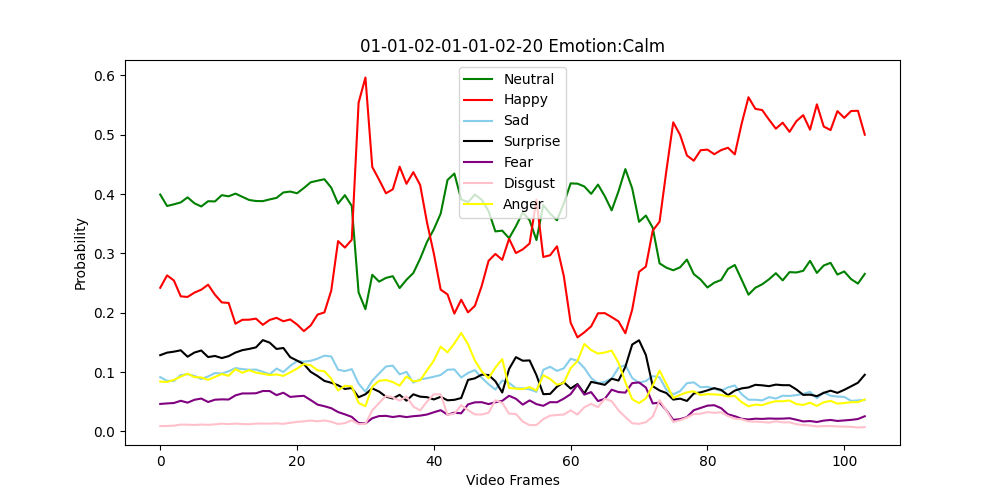 01-01-02-01-01-02-20 Emotion:Calm
Neutral
Happy
Sad
Surprise
Fear
Disgust
Anger
Probability
0.6
0.5
0.4
0.3
0.2
0.1
0.0
0 20 40 60 80 100
Video Frames